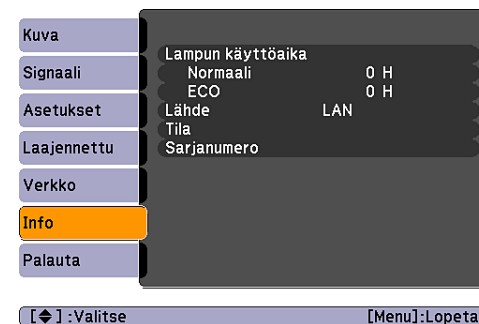 Kuva
Signaali
Asetukset
Laajennettu
Verkko
Info
Palauta
Lampun käyttöaika
Normaali 0 H
ECO 0 H
Lähde LAN
Tila
Sarjanumero
[◆] :Valitse [Menu]:Lopeta